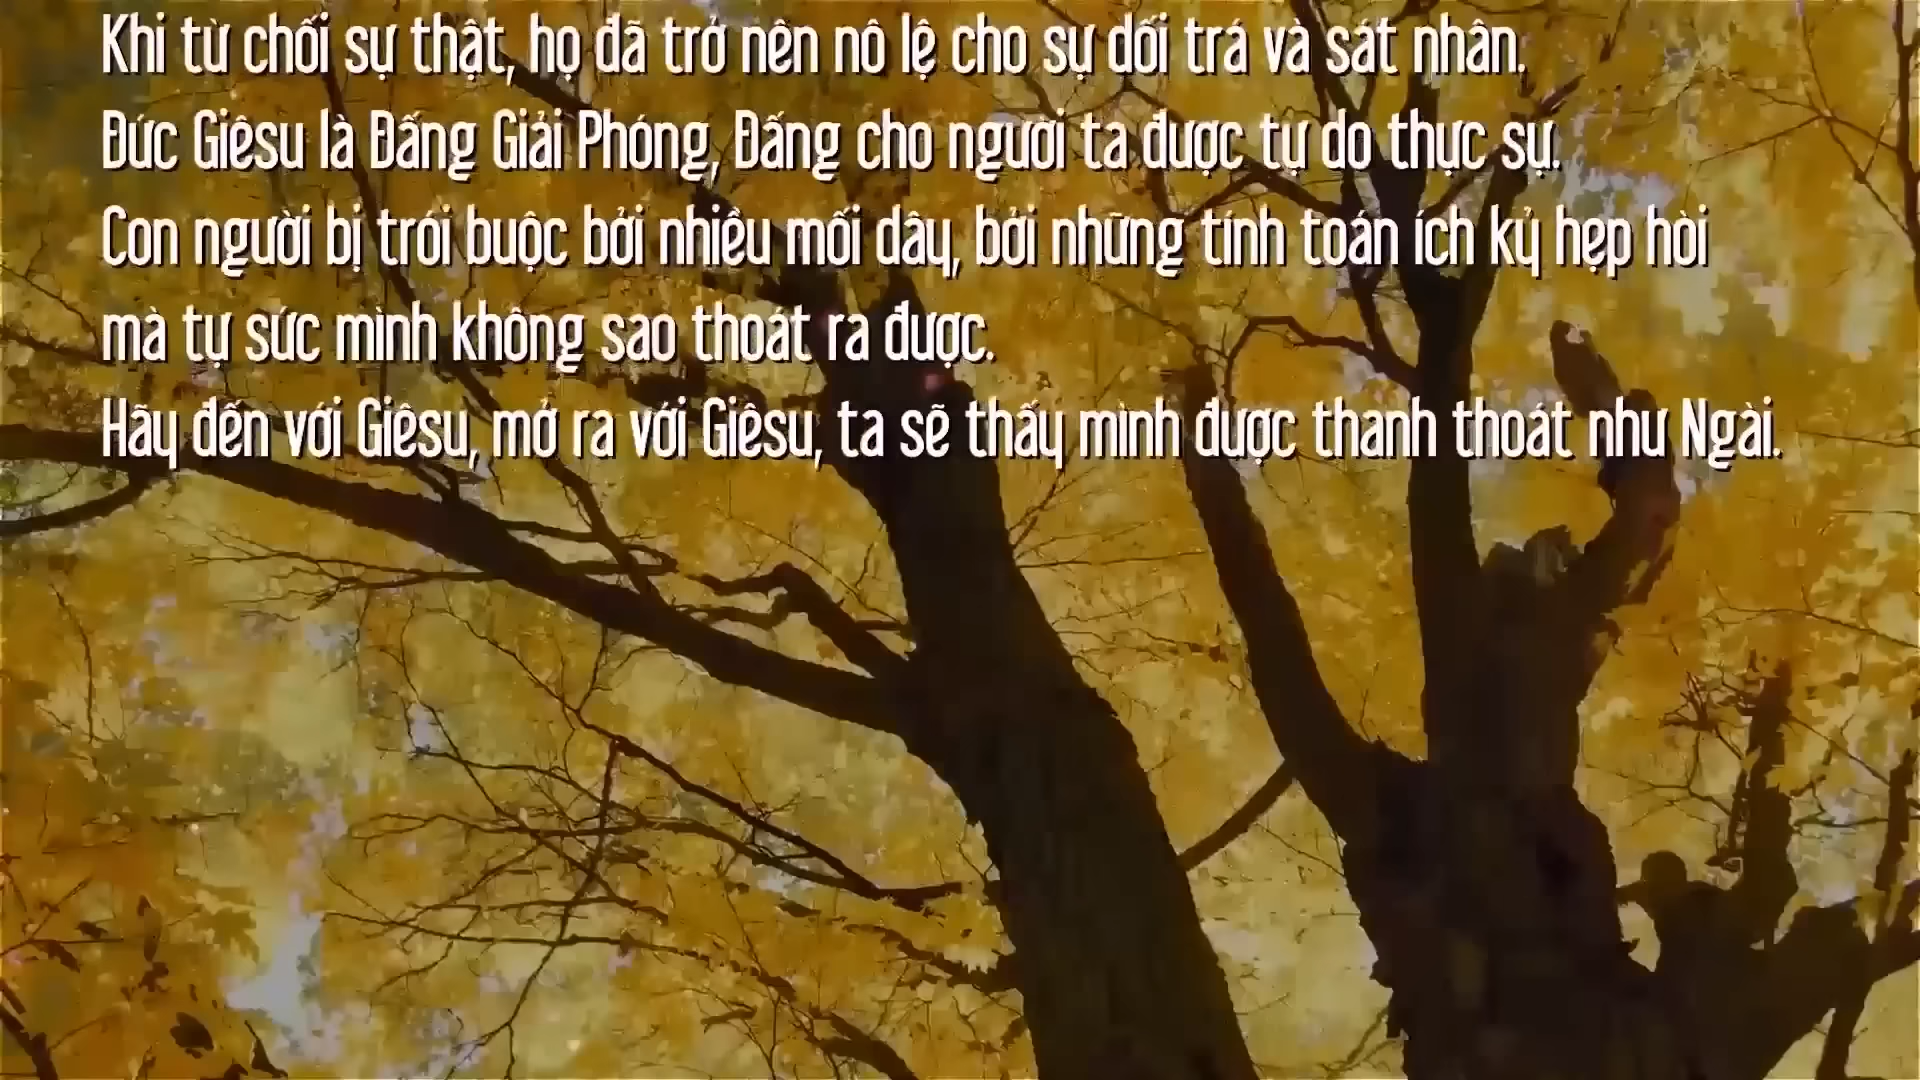 Khi từ chối sự thật, họ đã trở nên nô lệ cho sự dối trá và sát nhân.
Đức Giêsu là Đấng Giải Phóng, Đấng cho người ta được tự do thực sự.
Con người bị trói buộc bởi nhiều mối dây, bởi những tính toán ích kỷ hẹp hòi
mà tự sức mình không sao thoát ra được.
Hãy đến với Giêsu, mở ra với Giêsu, ta sẽ thấy mình được thanh thoát như Ngài.